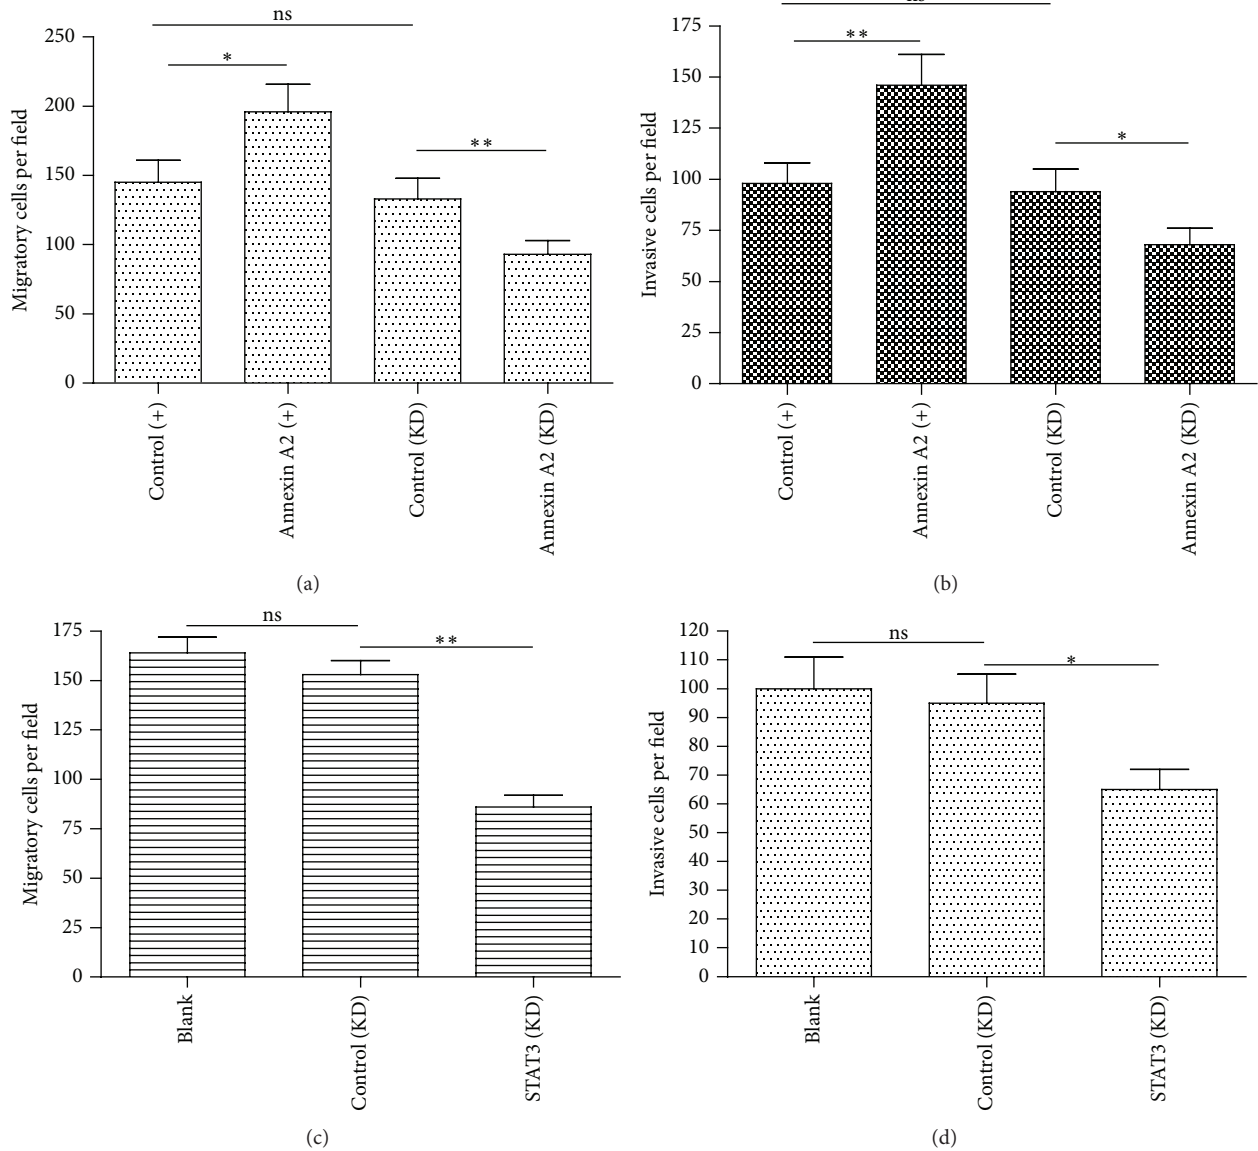 ns
*
**
250
200
150
100
50
0
Migratory cells per field
Control (+)
Annexin A2 (+)
Control (KD)
Annexin A2 (KD)
(a)
**
*
175
150
125
100
75
50
25
0
Invasive cells per field
Control (+)
Annexin A2 (+)
Control (KD)
Annexin A2 (KD)
(b)
ns
**
175
150
125
100
75
50
25
0
Migratory cells per field
Blank
Control (KD)
STAT3 (KD)
(c)
ns
*
120
110
100
90
80
70
60
50
40
30
20
10
0
Invasive cells per field
Blank
Control (KD)
STAT3 (KD)
(d)